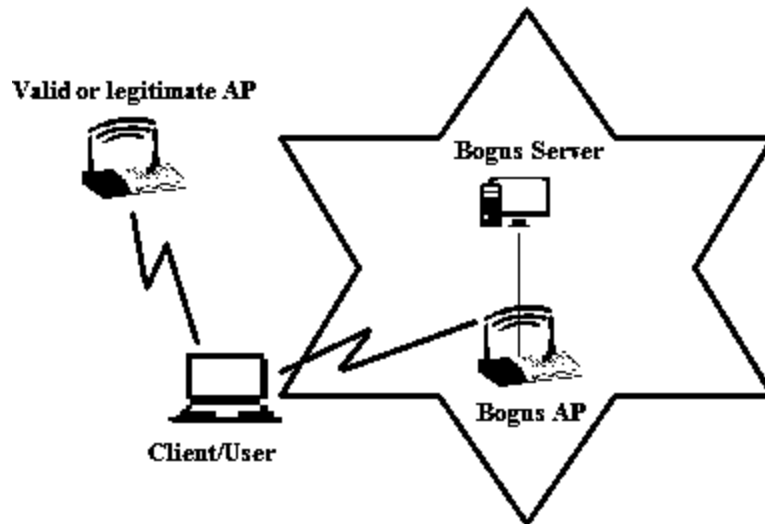 Valid or legitimate AP
Bogus Server
Bogus AP
Client/User